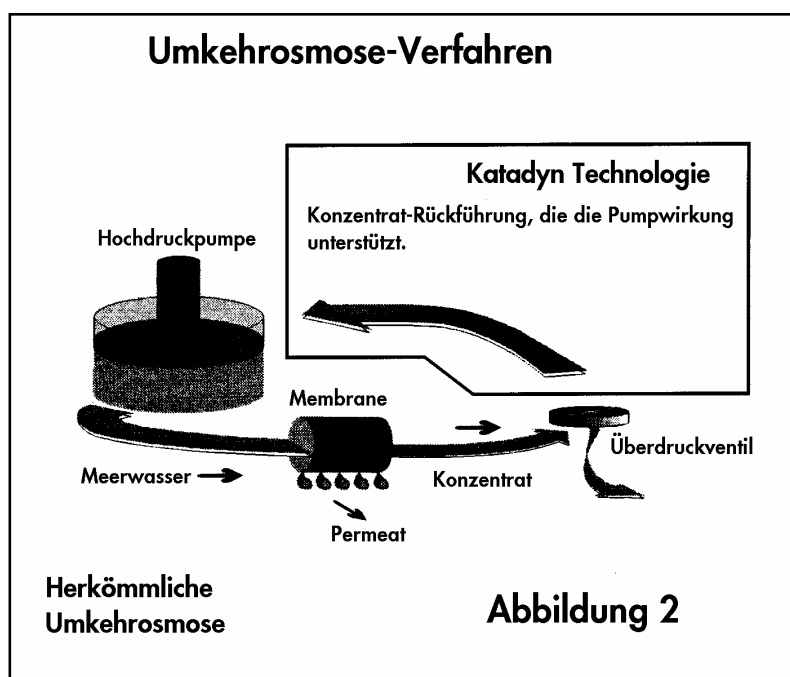 Umkehrosmose-Verfahren
Katadyn Technologie
Konzentrat-Rückführung, die die Pumpwirkung
unterstützt.
Hochdruckpumpe
Membrane
Überdruckventil
Meerwasser
Konzentrat
Permeat
Herkömmliche
Umkehrosmose
Abbildung 2